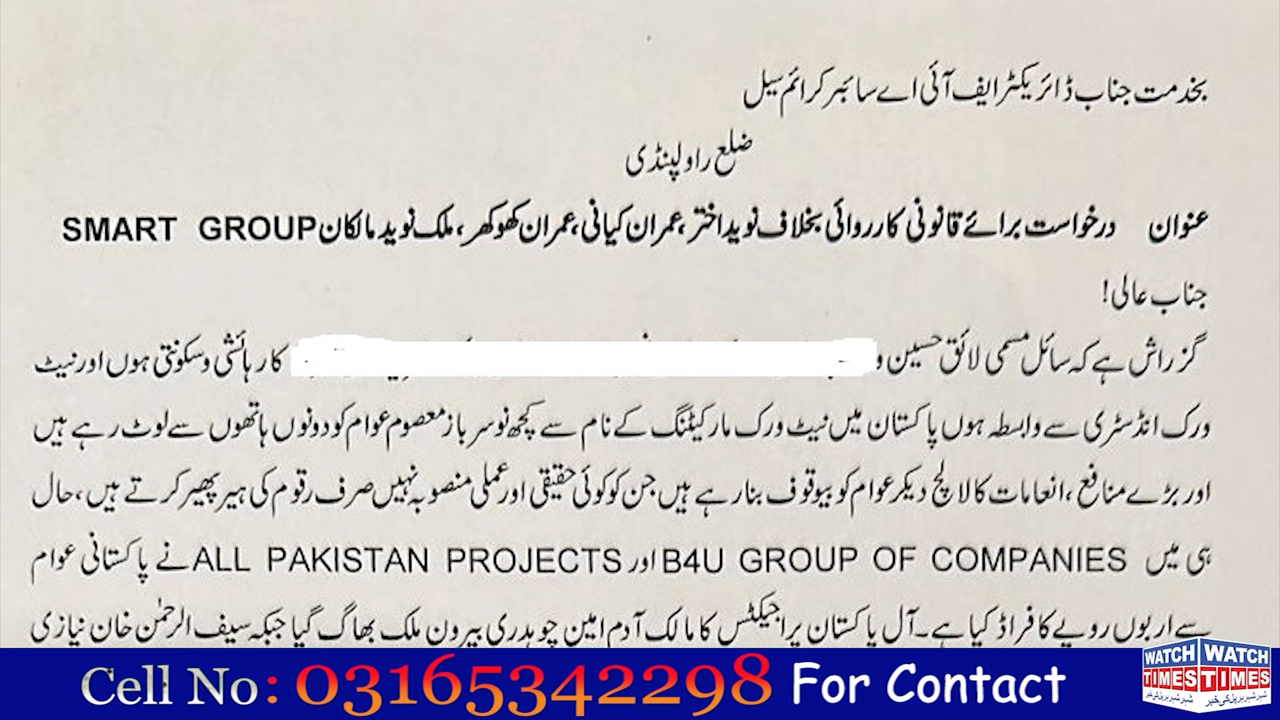 بخدمت جناب ڈائریکٹر ایف آئی اے سائبر کرائم سیل
ضلع راولپنڈی
عنوان درخواست برائے قانونی کارروائی بخلاف نوید اختر، عمران کیانی، عمران کھوکھر، ملک نوید مالکان SMART GROUP
جناب عالی!
گزراش ہے کہ سائل مسمی لائق حسین و کا رہائشی وسکونتی ہوں اور نیٹ
ورک انڈسٹری سے وابسطہ ہوں پاکستان میں نیٹ ورک مارکیٹنگ کے نام سے کچھ نوسرباز معصوم عوام کو دونوں ہاتھوں سے لوٹ رہے ہیں
اور بڑے منافع، انعامات کا لالچ دیکر عوام کو بیوقوف بنا رہے ہیں جن کو کوئی حقیقی اور عملی منصوبہ نہیں صرف رقوم کی ہیر پھیر کرتے ہیں، حال
ہی میں B4U GROUP OF COMPANIES اور ALL PAKISTAN PROJECTS نے پاکستانی عوام
سے اربوں روپے کا فراڈ کیا ہے۔ آل پاکستان پراجیکٹس کا مالک آدم امین چوہدری بیرون ملک بھاگ گیا جبکہ سیف الرحمٰن خان نیازی
Cell No : 03165342298 For Contact
WATCH WATCH
TIMES TIMES